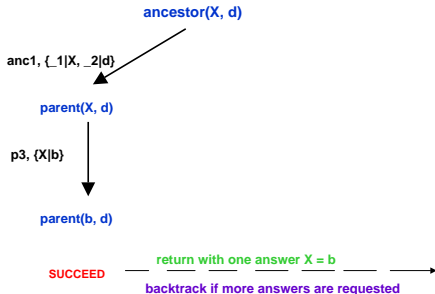 ancestor(X, d)
anc1, {_1|X, _2|d}
parent(X, d)
p3, {X|b}
parent(b, d)
return with one answer X = b
SUCCEED
backtrack if more answers are requested